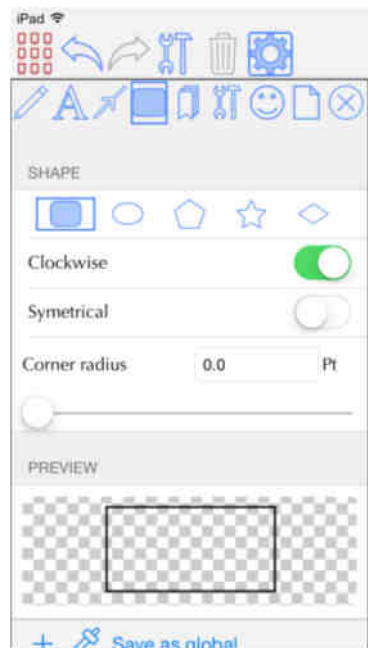 iPad
SHAPE
Clockwise
Symetrical
Corner radius 0.0 Pt
PREVIEW
Save as global